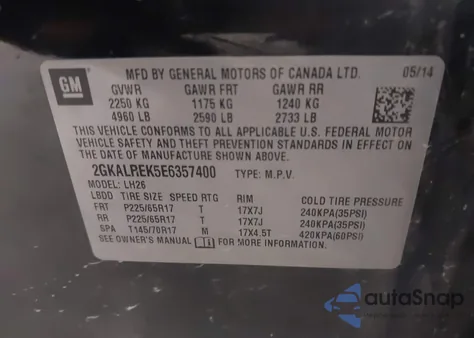 GM
MFD BY GENERAL MOTORS OF CANADA LTD. 05/14
GVWR GAWR FRT GAWR RR
2250 KG 1175 KG 1240 KG
4960 LB 2590 LB 2733 LB
THIS VEHICLE CONFORMS TO ALL APPLICABLE U.S. FEDERAL MOTOR
VEHICLE SAFETY AND THEFT PREVENTION STANDARDS IN EFFECT ON THE
DATE OF MANUFACTURE SHOWN ABOVE.
2GKALREK5E6357400 TYPE: M.P.V.
MODEL: LH26
LBDD TIRE SIZE SPEED RTG RIM COLD TIRE PRESSURE
FRT P225/65R17 T 17X7J 240KPA(35PSI)
RR P225/65R17 T 17X7J 240KPA(35PSI)
SPA T145/70R17 M 17X4.5T 420KPA(60PSI)
SEE OWNER'S MANUAL FOR MORE INFORMATION.
autoSnap